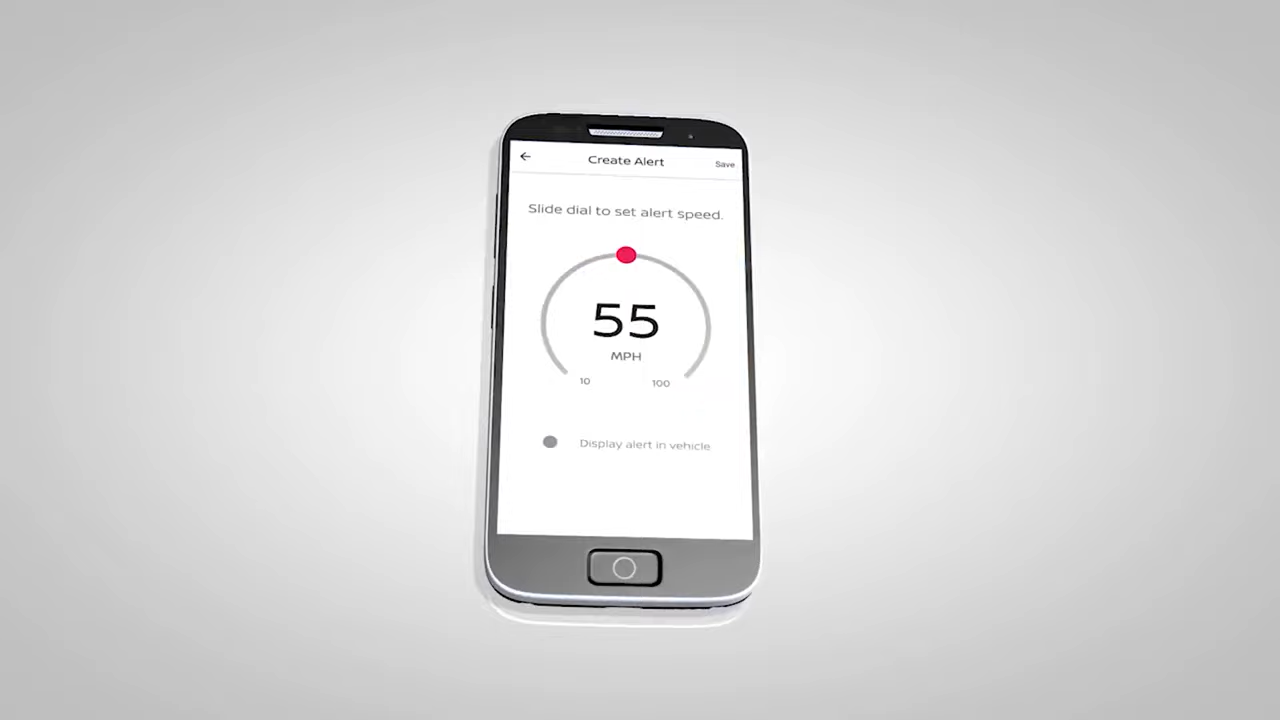 Create Alert
Save
Slide dial to set alert speed.
55
MPH
10
100
Display alert in vehicle